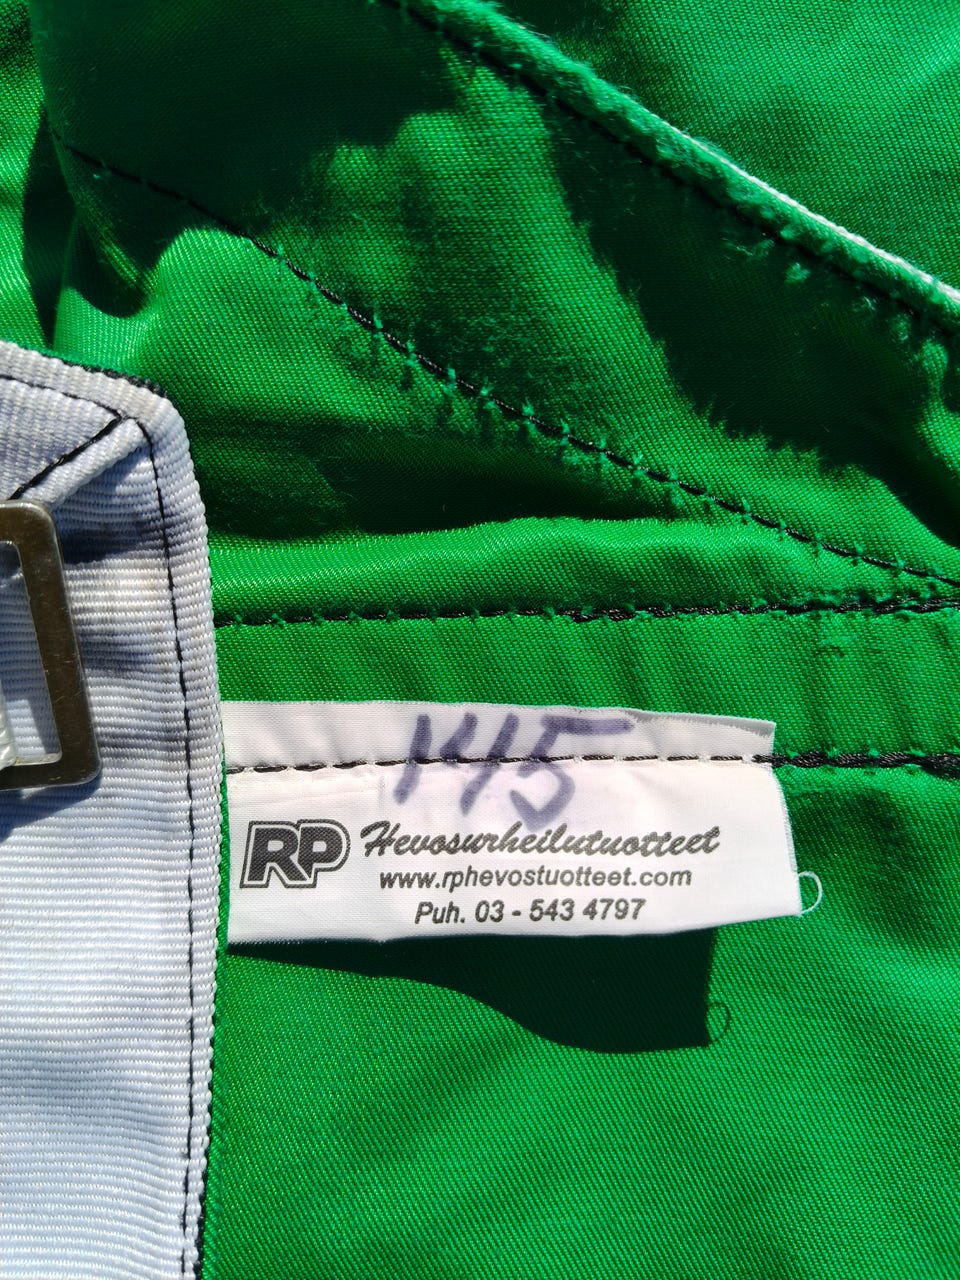 145
RP Hevosurheilutuotteet
www.rphevostuotteet.com
Puh. 03 - 543 4797